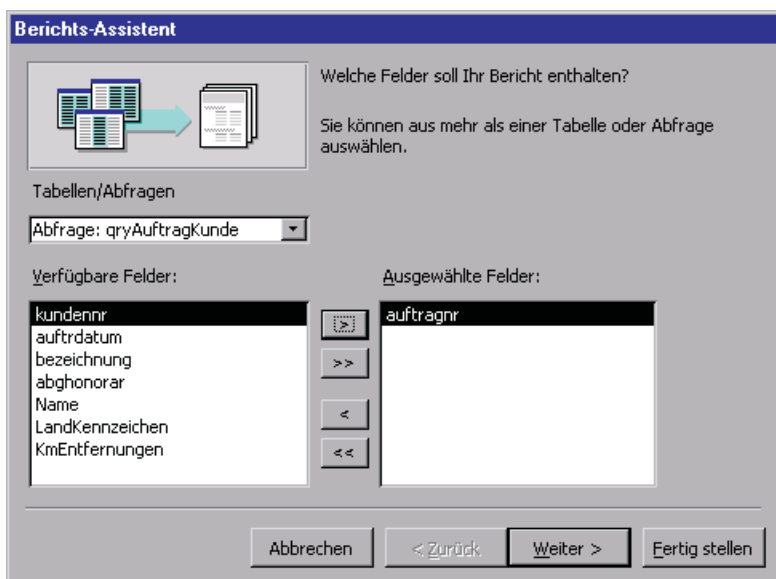 Berichts-Assistent
Welche Felder soll Ihr Bericht enthalten?
Sie können aus mehr als einer Tabelle oder Abfrage
auswählen.
Tabellen/Abfragen
Abfrage: qryAuftragKunde
Verfügbare Felder:
kundennr
auftrdatum
bezeichnung
abghonorar
Name
LandKennzeichen
KmEntfernungen
>
>>
<
<<
Ausgewählte Felder:
auftragnr
Abbrechen
< Zurück
Weiter >
Fertig stellen